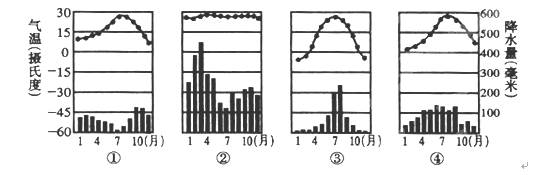 气温(摄氏度)
30
15
0
−15
−30
−45
−60
降水量(毫米)
600
500
400
300
200
100
1 4 7 10(月)
1 4 7 10(月)
1 4 7 10(月)
1 4 7 10(月)
① ② ③ ④